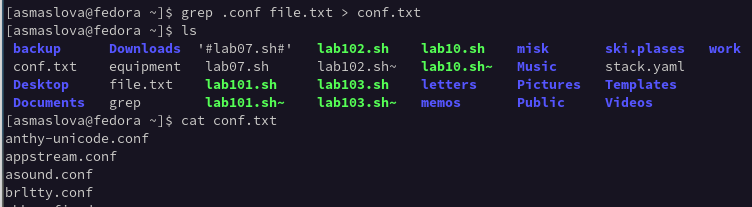 [asmaslova@fedora ~]$ grep .conf file.txt > conf.txt
[asmaslova@fedora ~]$ ls
backup Downloads '#lab07.sh#' lab102.sh lab10.sh misk ski.plases work
conf.txt equipment lab07.sh lab102.sh~ lab10.sh~ Music stack.yaml
Desktop file.txt lab101.sh lab103.sh letters Pictures Templates
Documents grep lab101.sh~ lab103.sh~ memos Public Videos
[asmaslova@fedora ~]$ cat conf.txt
anthy-unicode.conf
appstream.conf
asound.conf
brltty.conf